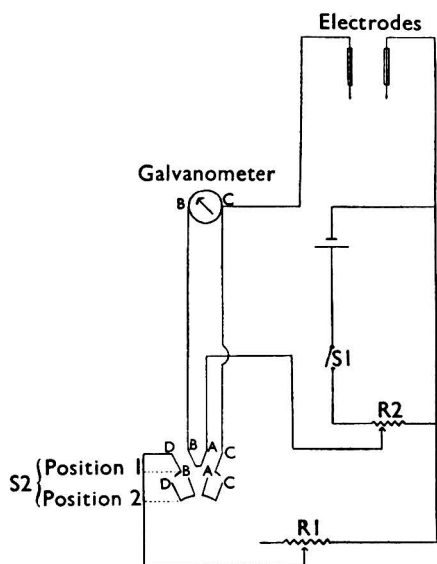 Electrodes
Galvanometer
B C
S1
R2
D B A C
S2 { Position 1 B A
D C
Position 2
R1